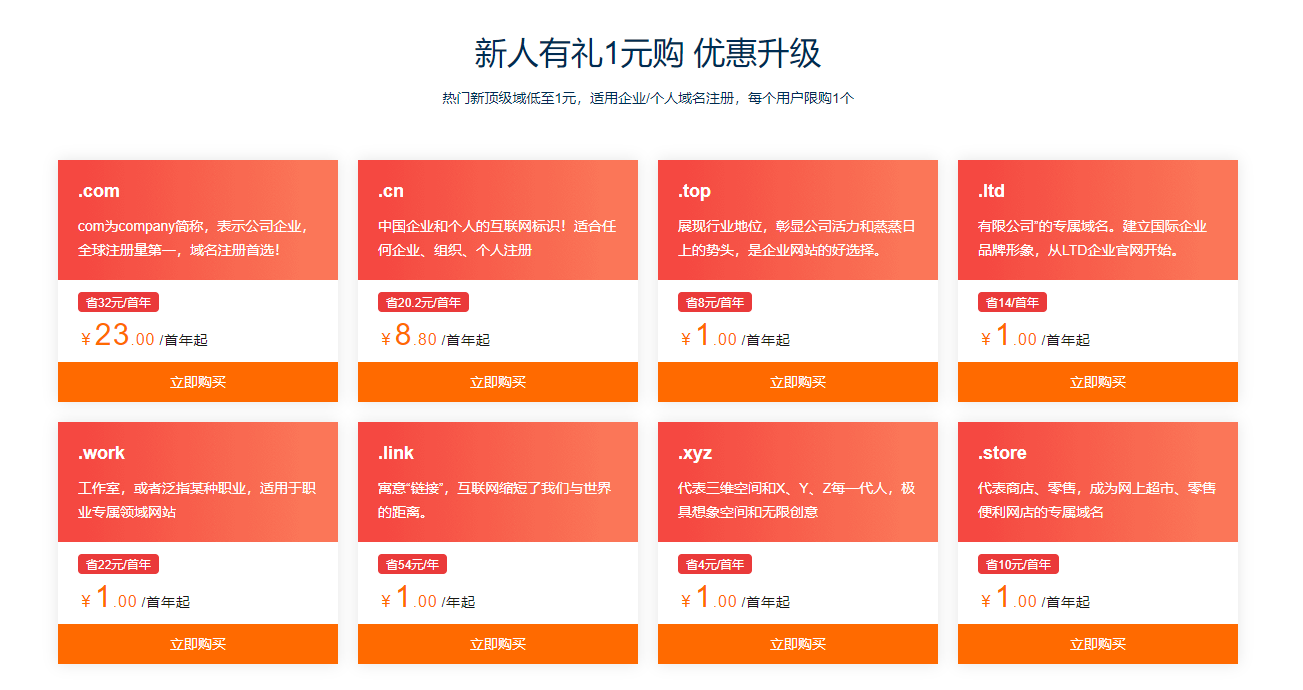 新人有礼1元购 优惠升级
热门新顶级域低至1元，适用企业/个人域名注册，每个用户限购1个
.com
com为company简称，表示公司企业，
全球注册量第一，域名注册首选！
省32元/首年
¥23.00 /首年起
立即购买
.cn
中国企业和个人的互联网标识！适合任
何企业、组织、个人注册
省20.2元/首年
¥8.80 /首年起
立即购买
.top
展现行业地位，彰显公司活力和蒸蒸日
上的势头，是企业网站的好选择。
省8元/首年
¥1.00 /首年起
立即购买
.ltd
有限公司”的专属域名。建立国际企业
品牌形象，从LTD企业官网开始。
省14/首年
¥1.00 /首年起
立即购买
.work
工作室，或者泛指某种职业，适用于职
业专属领域网站
省22元/首年
¥1.00 /首年起
立即购买
.link
寓意“链接”，互联网缩短了我们与世界
的距离。
省54元/年
¥1.00 /年起
立即购买
.xyz
代表三维空间和X、Y、Z每一代人，极
具想象空间和无限创意
省4元/首年
¥1.00 /首年起
立即购买
.store
代表商店、零售，成为网上超市、零售
便利网店的专属域名
省10元/首年
¥1.00 /首年起
立即购买